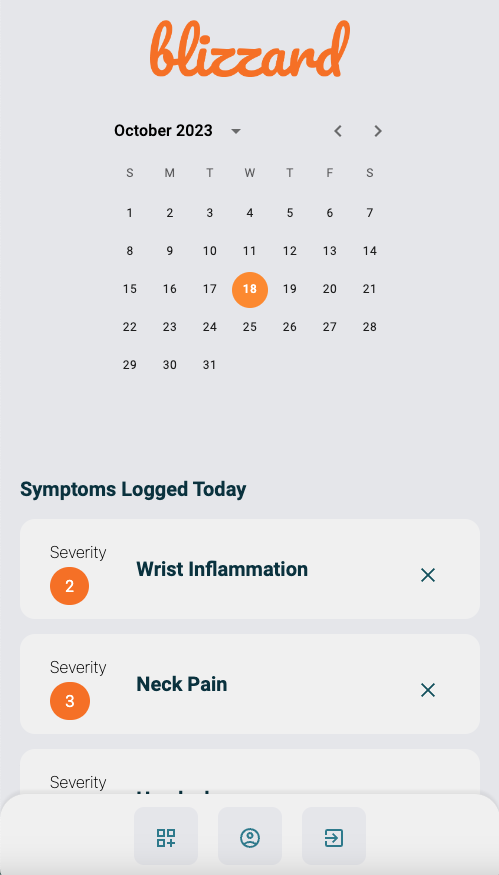 blizzard
October 2023
S M T W T F S
1 2 3 4 5 6 7
8 9 10 11 12 13 14
15 16 17 18 19 20 21
22 23 24 25 26 27 28
29 30 31
Symptoms Logged Today
Severity
2
Wrist Inflammation
Severity
3
Neck Pain
Severity